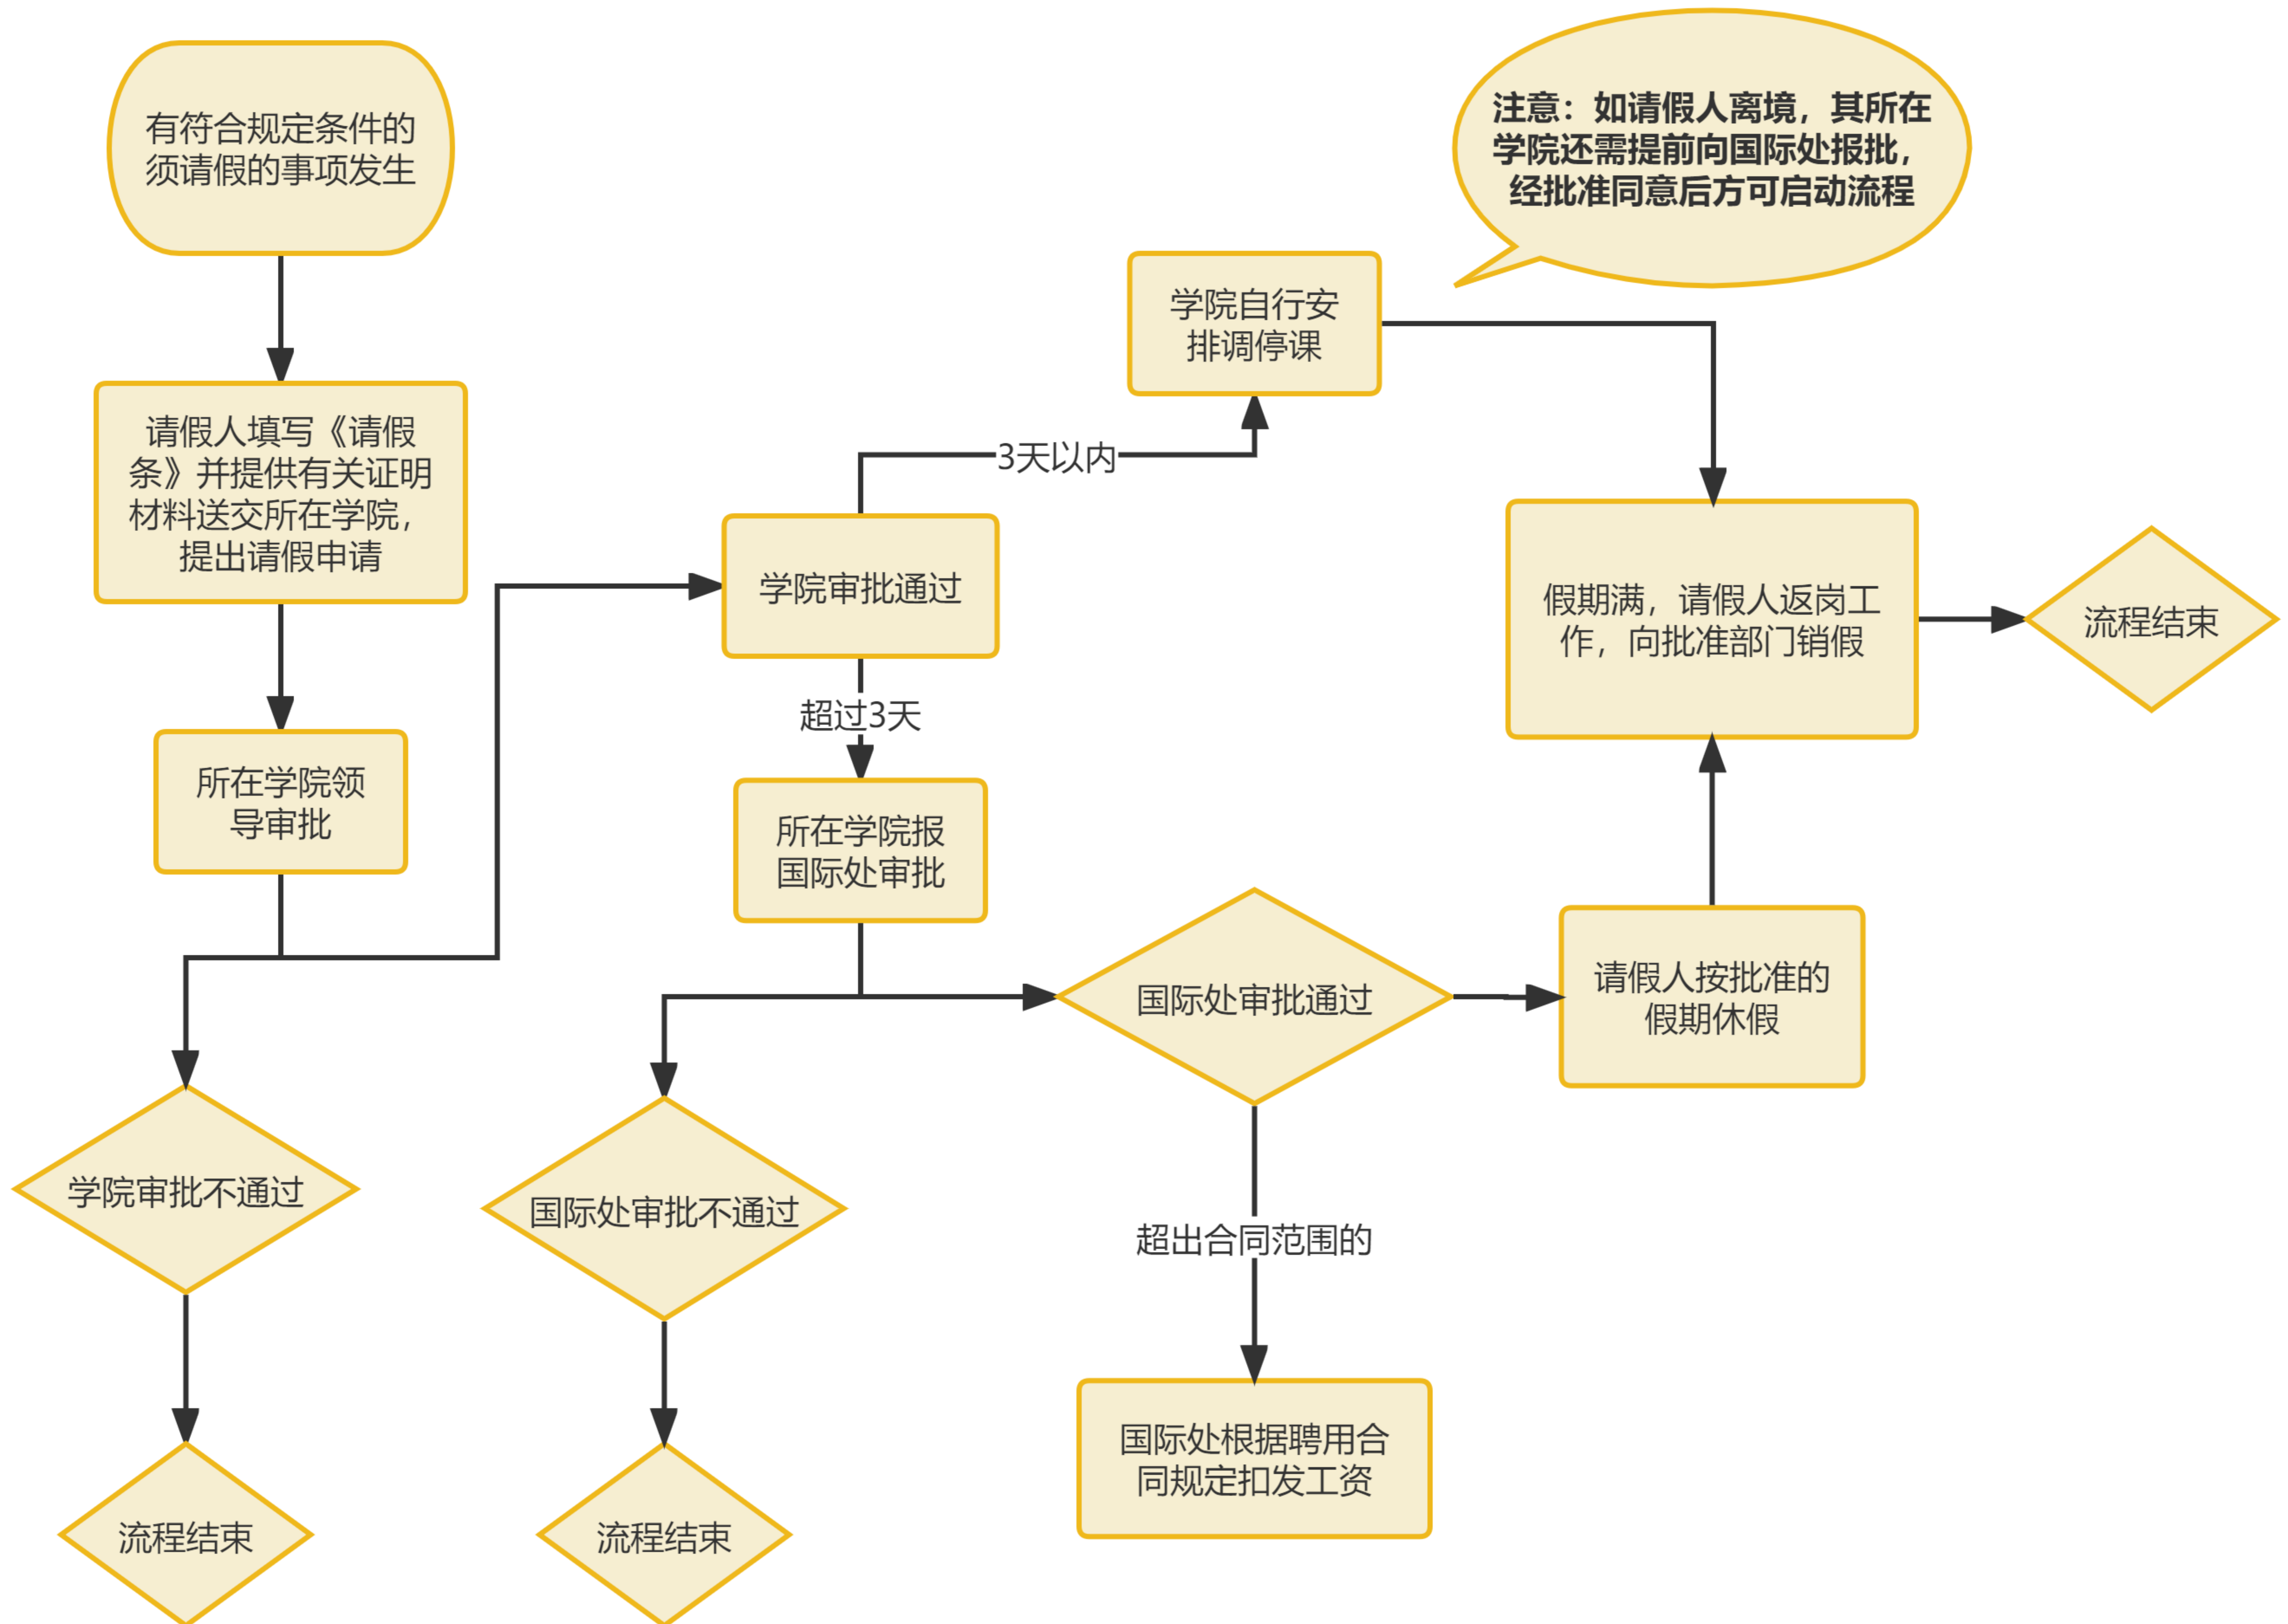 有符合规定条件的
须请假的事项发生
请假人填写《请假
条》并提供有关证明
材料送交所在学院，
提出请假申请
所在学院领
导审批
学院审批不通过
流程结束
学院审批通过
3天以内
学院自行安
排调停课
注意：如请假人离境，其所在
学院还需提前向国际处报批，
经批准同意后方可启动流程
超过3天
所在学院报
国际处审批
国际处审批不通过
流程结束
国际处审批通过
超出合同范围的
国际处根据聘用合
同规定扣发工资
请假人按批准的
假期休假
假期满，请假人返岗工
作，向批准部门销假
流程结束